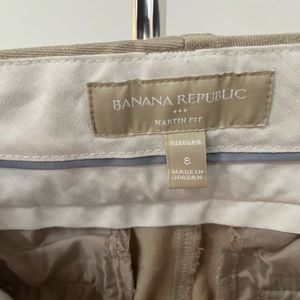 BANANA REPUBLIC
MARTIN FIT
REGULAR
8
MADE IN
JORDAN